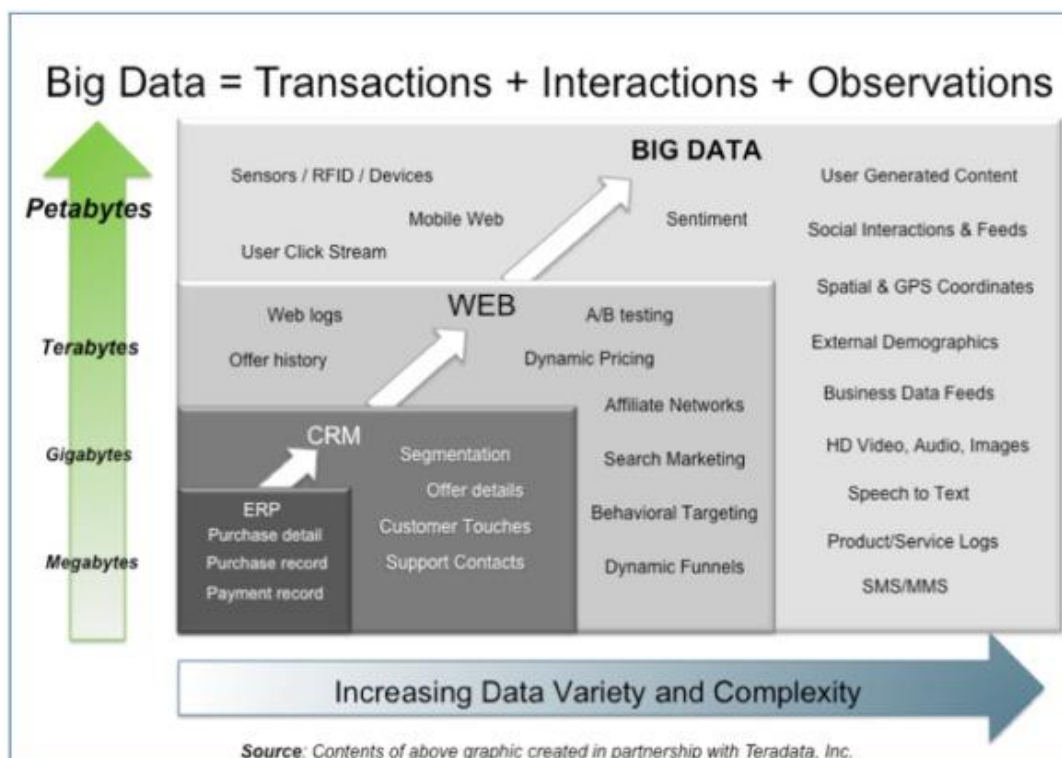 Big Data = Transactions + Interactions + Observations
BIG DATA
Sensors / RFID / Devices
User Generated Content
Petabytes
Mobile Web
Sentiment
Social Interactions & Feeds
User Click Stream
Spatial & GPS Coordinates
WEB
Web logs
A/B testing
Terabytes
External Demographics
Offer history
Dynamic Pricing
Business Data Feeds
Affiliate Networks
CRM
Gigabytes
Segmentation
Search Marketing
HD Video, Audio, Images
Offer details
Speech to Text
ERP
Behavioral Targeting
Customer Touches
Purchase detail
Product/Service Logs
Megabytes
Purchase record
Support Contacts
Dynamic Funnels
SMS/MMS
Payment record
Increasing Data Variety and Complexity
Source: Contents of above graphic created in partnership with Teradata, Inc.